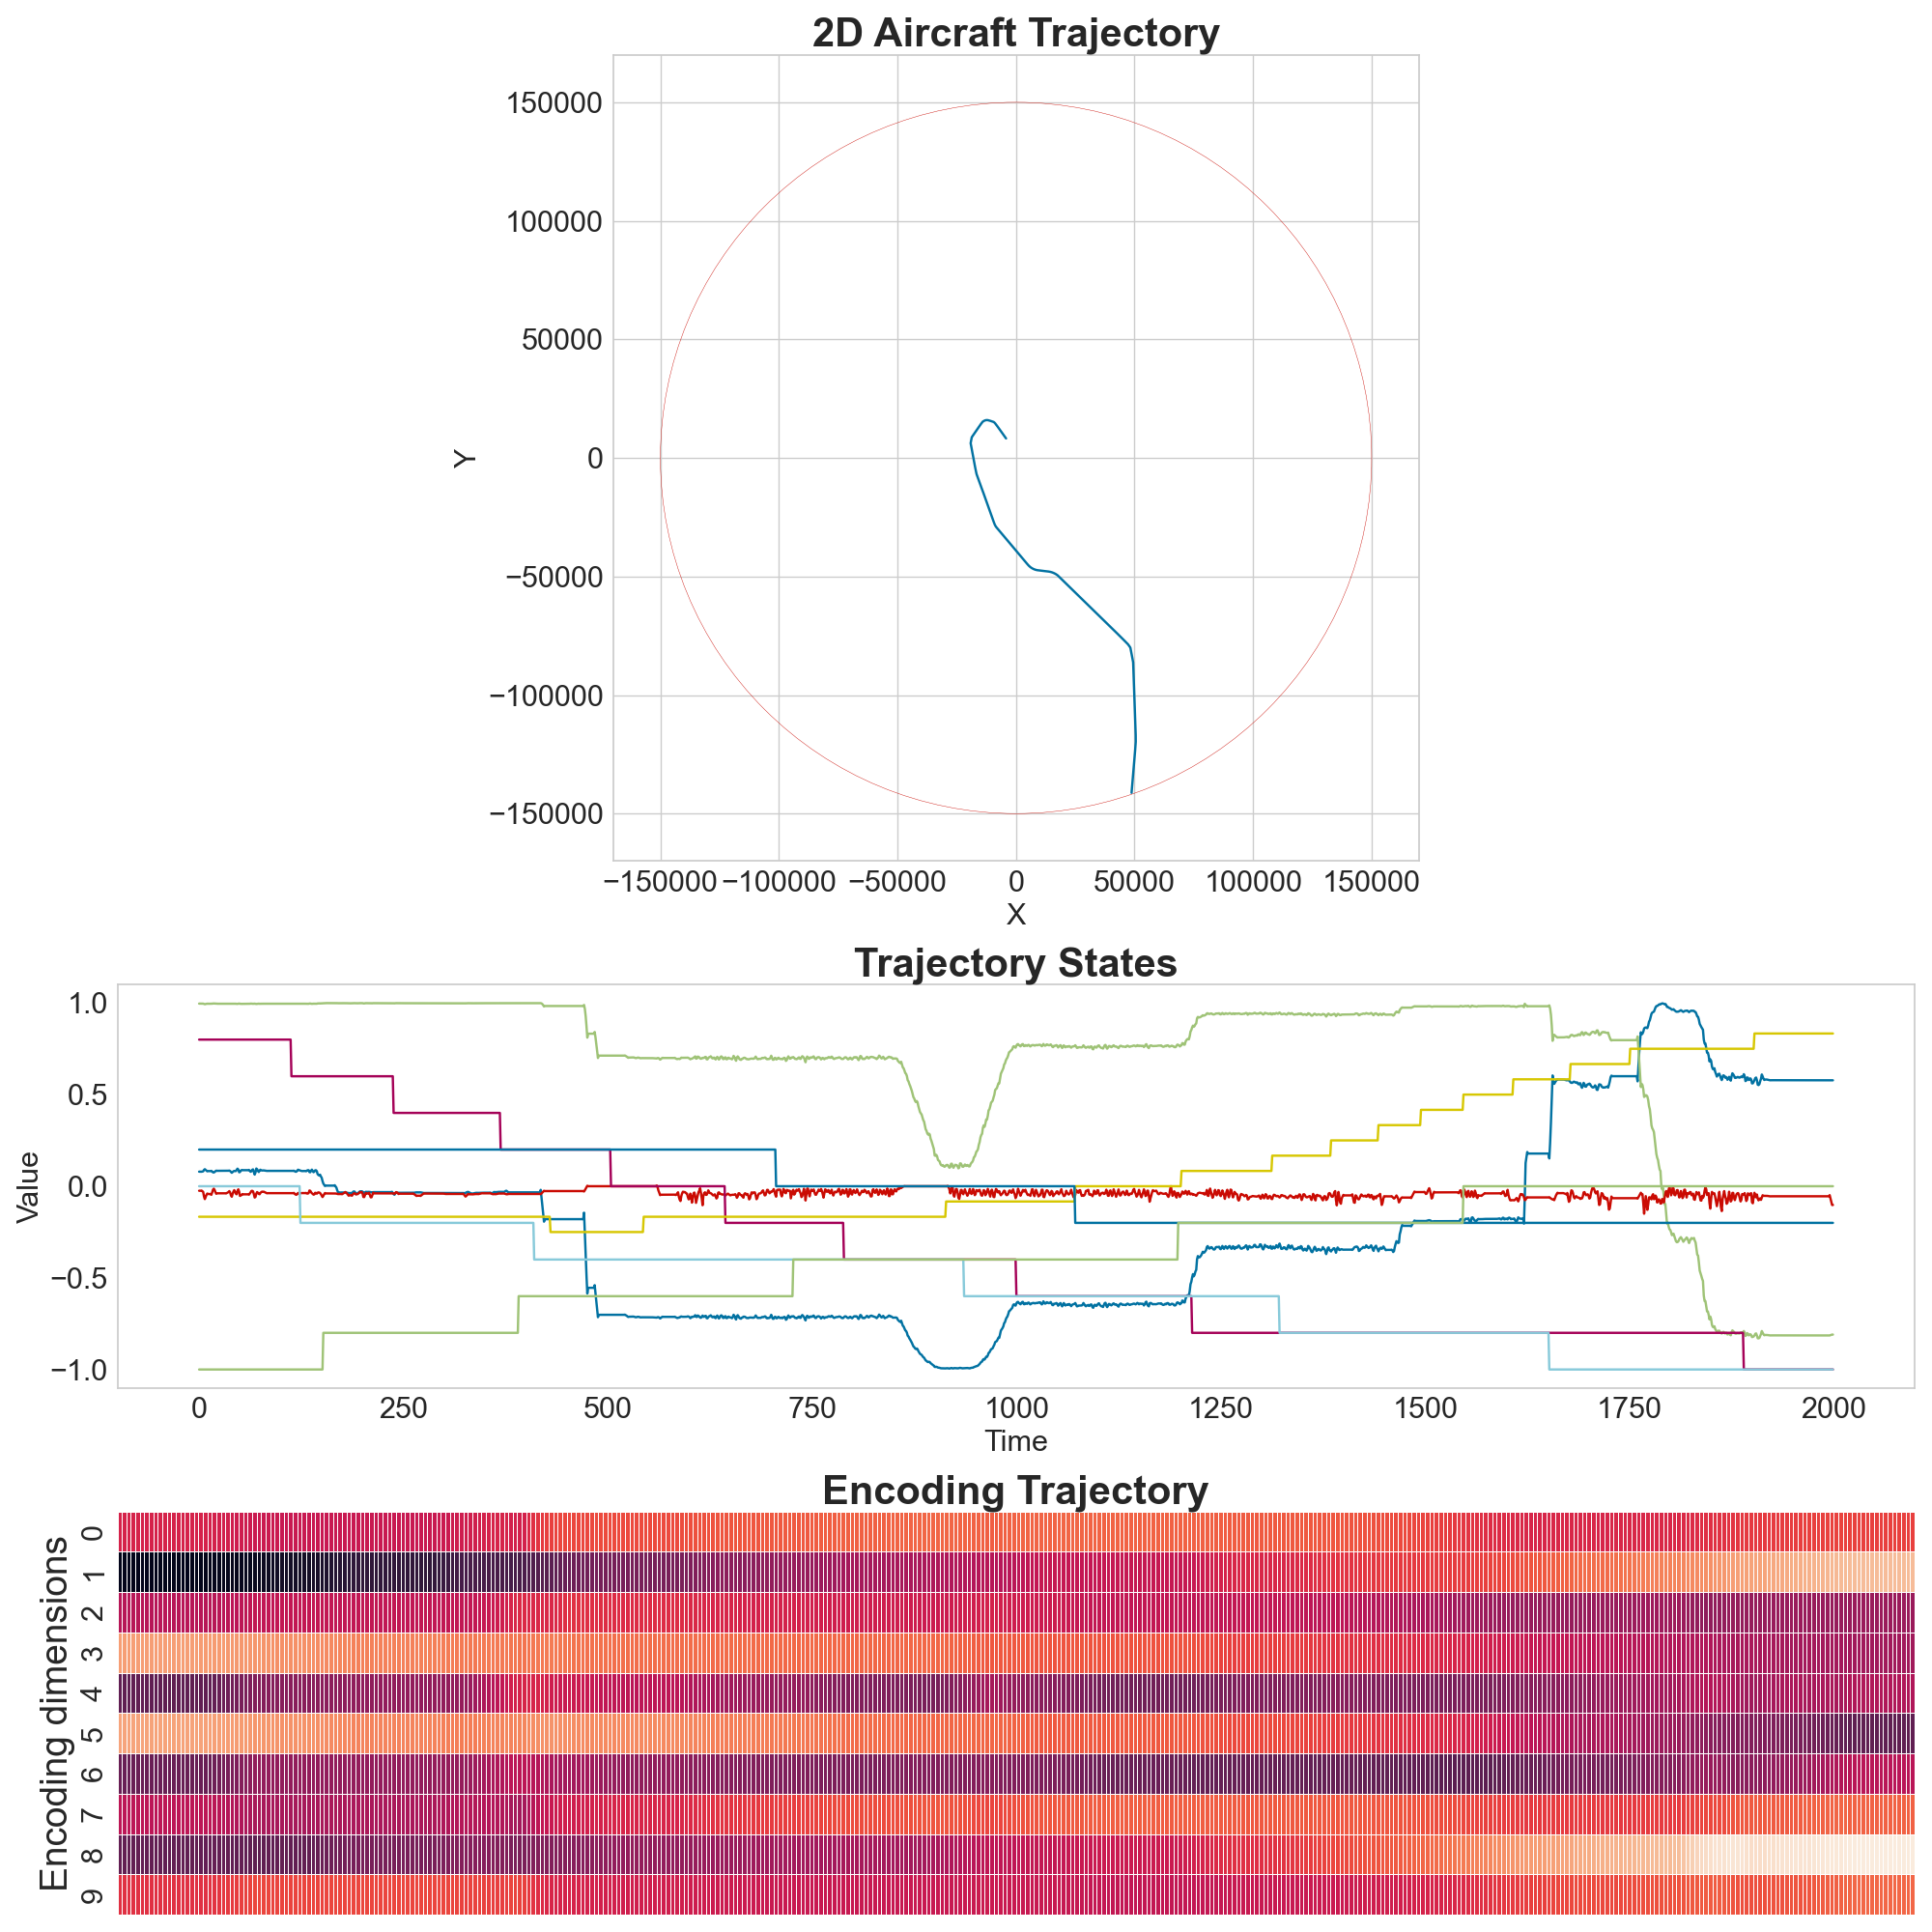 2D Aircraft Trajectory
150000
100000
50000
0
−50000
−100000
−150000
Y
−150000 −100000 −50000 0 50000 100000 150000
X
Trajectory States
1.0
0.5
0.0
−0.5
−1.0
Value
0 250 500 750 1000 1250 1500 1750 2000
Time
Encoding Trajectory
Encoding dimensions
0
1
2
3
4
5
6
7
8
9